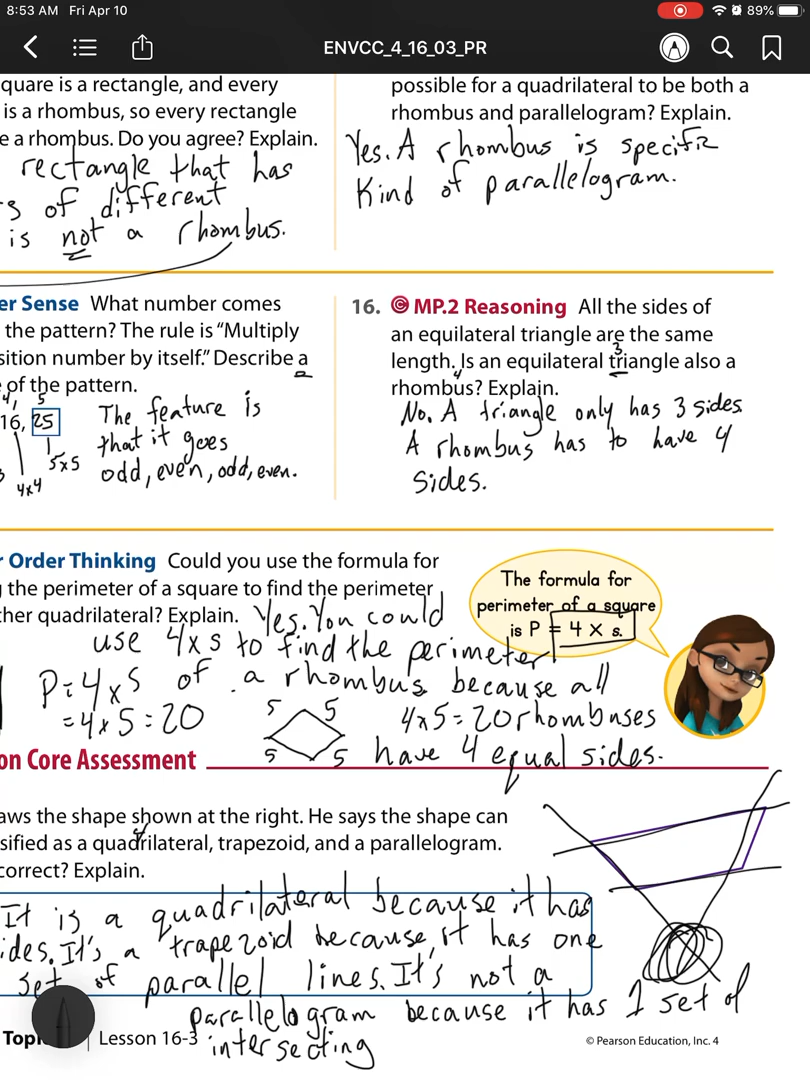 8:53 AM Fri Apr 10
89%
ENVCC_4_16_03_PR
quare is a rectangle, and every
is a rhombus, so every rectangle
e a rhombus. Do you agree? Explain.
rectangle that has
s of different
is not a rhombus.
possible for a quadrilateral to be both a
rhombus and parallelogram? Explain.
Yes. A rhombus is specific
Kind of parallelogram.
er Sense What number comes
the pattern? The rule is “Multiply
sition number by itself.” Describe a
of the pattern.
4, 5
16, 25
4x4
5x5
The feature is
that it goes
odd, even, odd, even.
16. MP.2 Reasoning All the sides of
an equilateral triangle are the same
3
length. Is an equilateral triangle also a
4
rhombus? Explain.
No. A triangle only has 3 sides.
A rhombus has to have 4
sides.
r Order Thinking Could you use the formula for
the perimeter of a square to find the perimeter
ther quadrilateral? Explain. Yes. You could
use 4xs to find the perimeter
P=4xs of a rhombus because all
=4x5=20
5 5
5 5
4x5=20 rhombuses
have 4 equal sides.
The formula for
perimeter of a square
is P = 4 × s.
on Core Assessment
aws the shape shown at the right. He says the shape can
4
sified as a quadrilateral, trapezoid, and a parallelogram.
correct? Explain.
It is a quadrilateral because it has
ides. It's a trapezoid because it has one
set of parallel lines. It's not a
parallelogram because it has 1 set of
intersecting
Topi
Lesson 16-3
© Pearson Education, Inc. 4